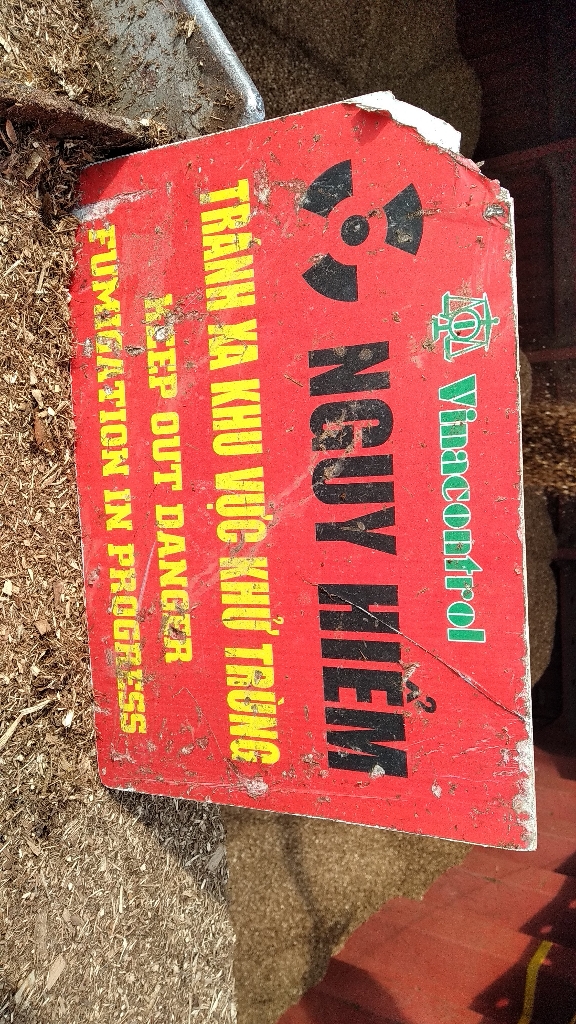 Vinacontrol
NGUY HIỂM
TRÁNH XA KHU VỰC KHỬ TRÙNG
KEEP OUT DANGER
FUMIGATION IN PROGRESS